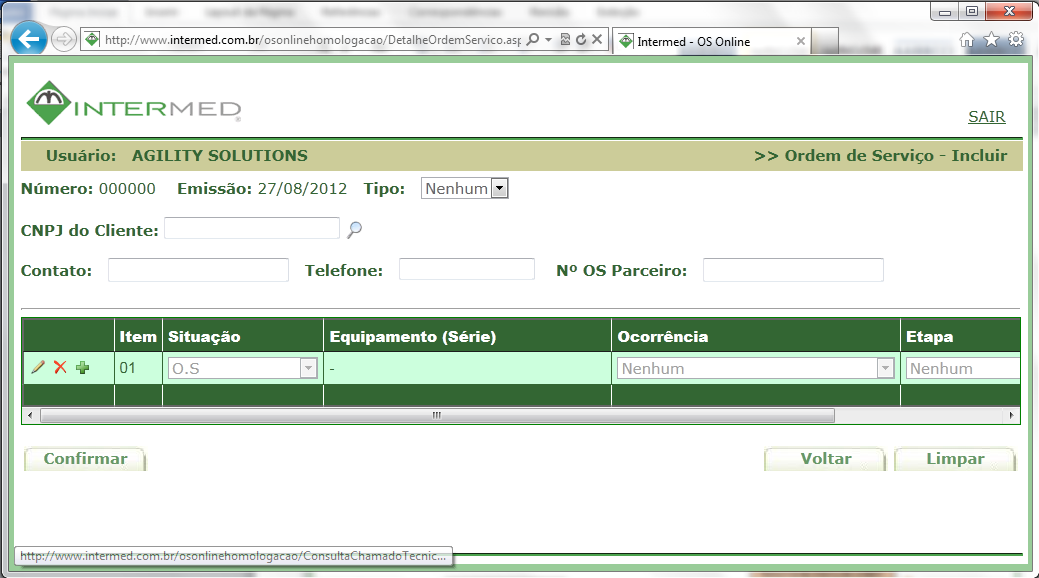 http://www.intermed.com.br/osonlinehomologacao/DetalheOrdemServico.asp
Intermed - OS Online
INTERMED
SAIR
Usuário: AGILITY SOLUTIONS >> Ordem de Serviço - Incluir
Número: 000000 Emissão: 27/08/2012 Tipo: Nenhum
CNPJ do Cliente:
Contato: Telefone: Nº OS Parceiro:
Item Situação Equipamento (Série) Ocorrência Etapa
01 O.S - Nenhum Nenhum
Confirmar Voltar Limpar
http://www.intermed.com.br/osonlinehomologacao/ConsultaChamadoTecnic...